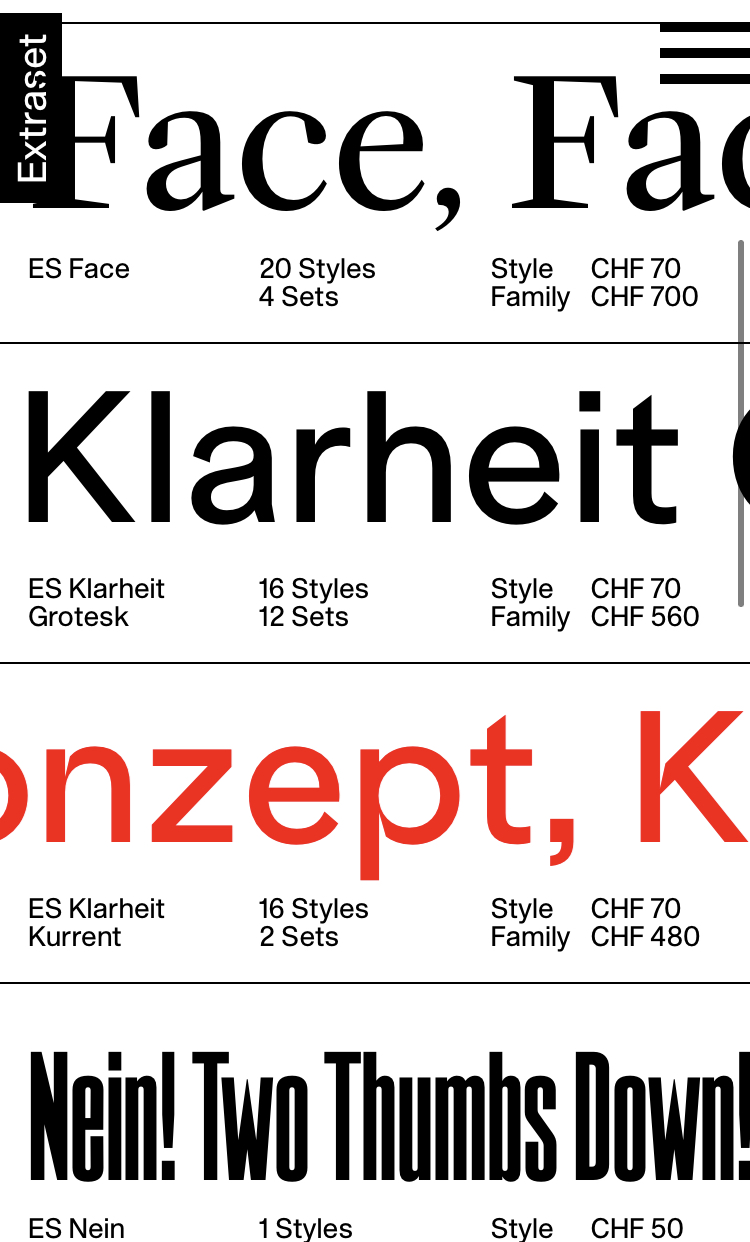 Extraset
Face, Fac
ES Face 20 Styles Style CHF 70
4 Sets Family CHF 700
Klarheit
ES Klarheit 16 Styles Style CHF 70
Grotesk 12 Sets Family CHF 560
onzept, K
ES Klarheit 16 Styles Style CHF 70
Kurrent 2 Sets Family CHF 480
Nein! Two Thumbs Down!
ES Nein 1 Styles Style CHF 50